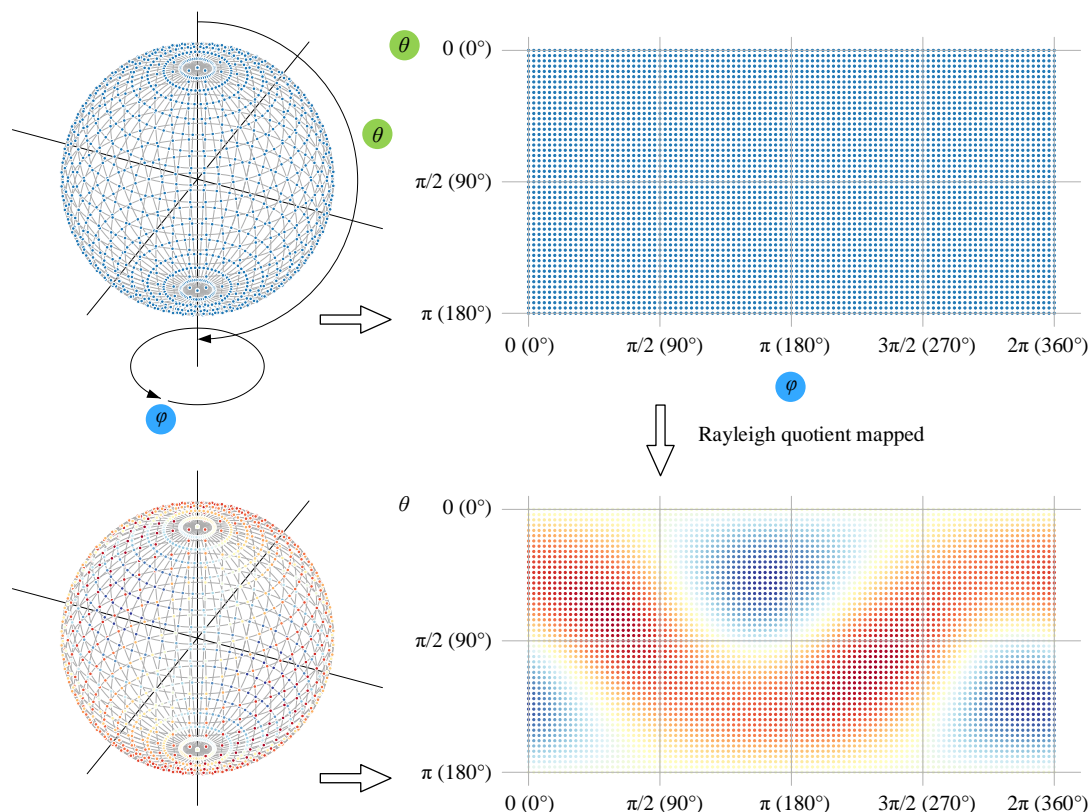 θ
0 (0°)
θ
π/2 (90°)
π (180°)
0 (0°) π/2 (90°) π (180°) 3π/2 (270°) 2π (360°)
φ
φ
Rayleigh quotient mapped
θ
0 (0°)
π/2 (90°)
π (180°)
0 (0°) π/2 (90°) π (180°) 3π/2 (270°) 2π (360°)